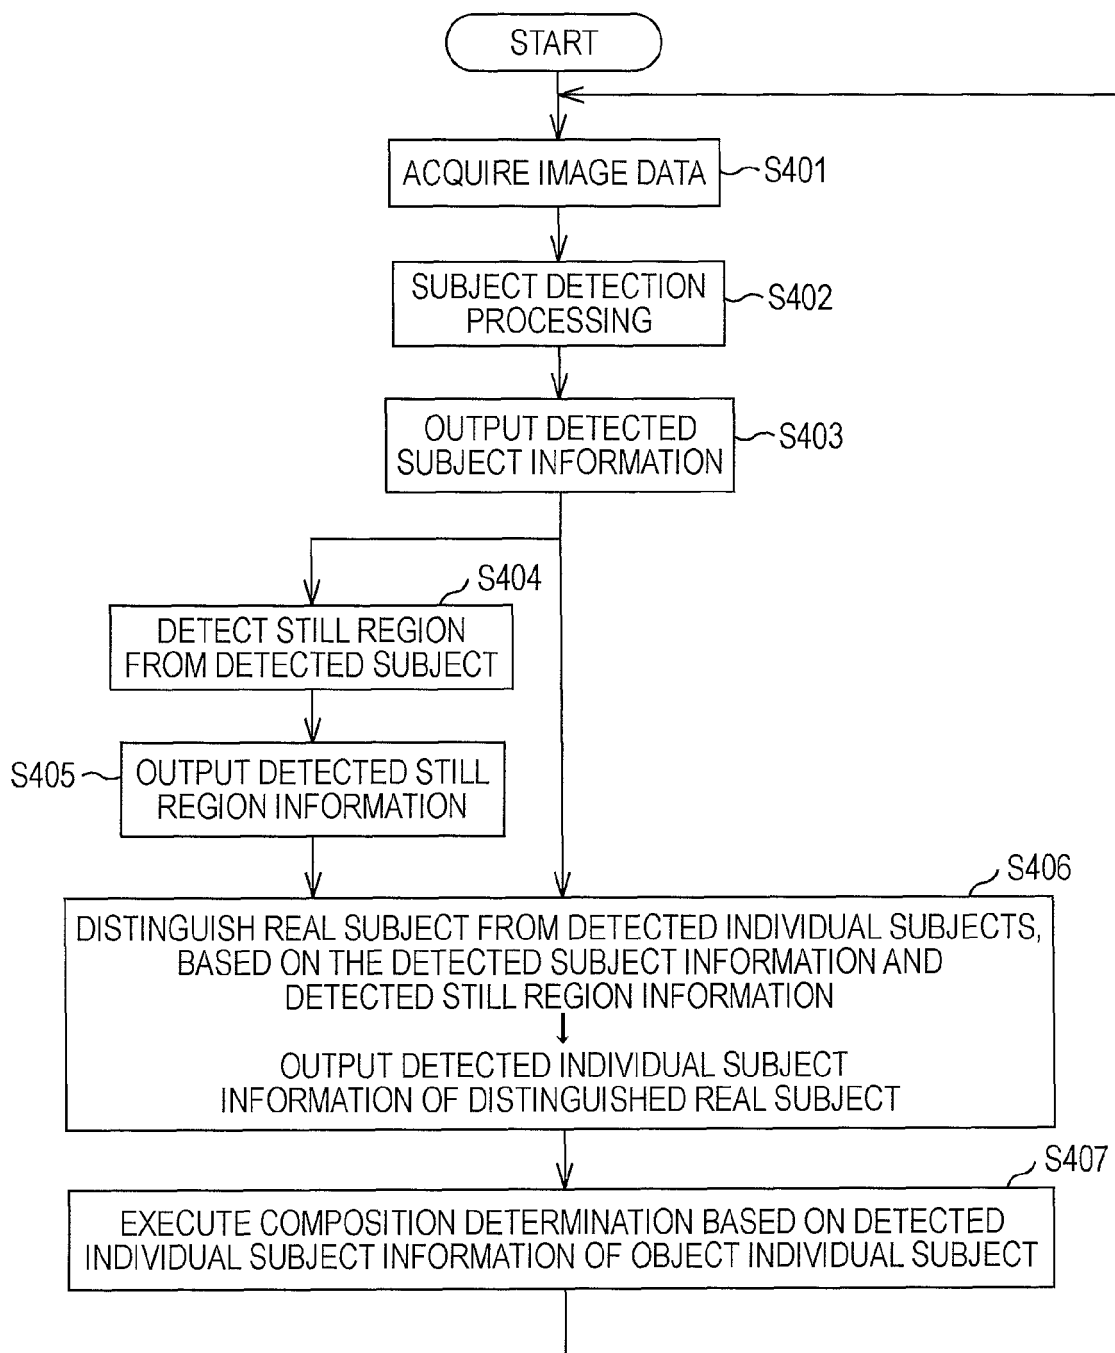 START
ACQUIRE IMAGE DATA
S401
SUBJECT DETECTION
PROCESSING
S402
OUTPUT DETECTED
SUBJECT INFORMATION
S403
S404
DETECT STILL REGION
FROM DETECTED SUBJECT
S405
OUTPUT DETECTED STILL
REGION INFORMATION
S406
DISTINGUISH REAL SUBJECT FROM DETECTED INDIVIDUAL SUBJECTS,
BASED ON THE DETECTED SUBJECT INFORMATION AND
DETECTED STILL REGION INFORMATION
OUTPUT DETECTED INDIVIDUAL SUBJECT
INFORMATION OF DISTINGUISHED REAL SUBJECT
S407
EXECUTE COMPOSITION DETERMINATION BASED ON DETECTED
INDIVIDUAL SUBJECT INFORMATION OF OBJECT INDIVIDUAL SUBJECT